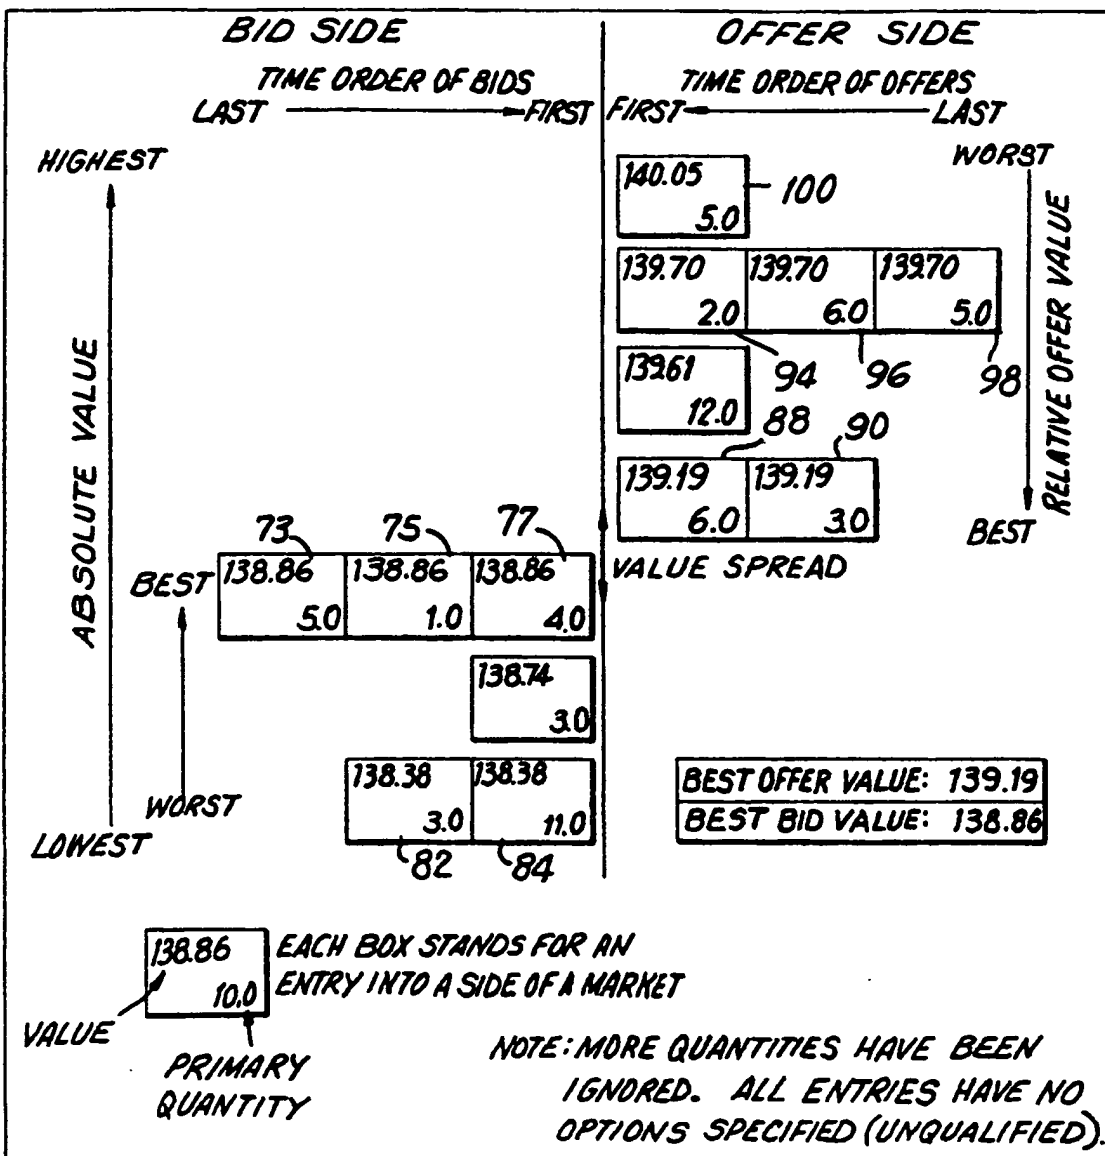 BID SIDE
OFFER SIDE
TIME ORDER OF BIDS
TIME ORDER OF OFFERS
LAST FIRST
FIRST LAST
HIGHEST
WORST
140.05
5.0
100
139.70 139.70 139.70
2.0 6.0 5.0
94 96 98
139.61
12.0
88 90
139.19 139.19
6.0 3.0
RELATIVE OFFER VALUE
BEST
VALUE SPREAD
ABSOLUTE VALUE
73 75 77
BEST
138.86 138.86 138.86
5.0 1.0 4.0
138.74
3.0
138.38 138.38
3.0 11.0
82 84
WORST
LOWEST
BEST OFFER VALUE: 139.19
BEST BID VALUE: 138.86
138.86
10.0
VALUE
PRIMARY
QUANTITY
EACH BOX STANDS FOR AN
ENTRY INTO A SIDE OF A MARKET
NOTE: MORE QUANTITIES HAVE BEEN
IGNORED. ALL ENTRIES HAVE NO
OPTIONS SPECIFIED (UNQUALIFIED).